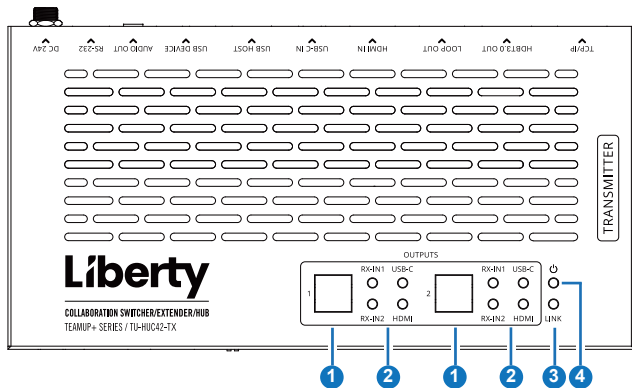 DC 24V RS-232 AUDIO OUT USB DEVICE USB HOST USB-C IN HDMI IN LOOP OUT HDBT3.0 OUT TCP/IP
TRANSMITTER
Liberty
COLLABORATION SWITCHER/EXTENDER/HUB
TEAMUP+ SERIES / TU-HUC42-TX
OUTPUTS
RX-IN1 USB-C RX-IN1 USB-C
1 2
RX-IN2 HDMI RX-IN2 HDMI LINK
1 2 1 2 3 4